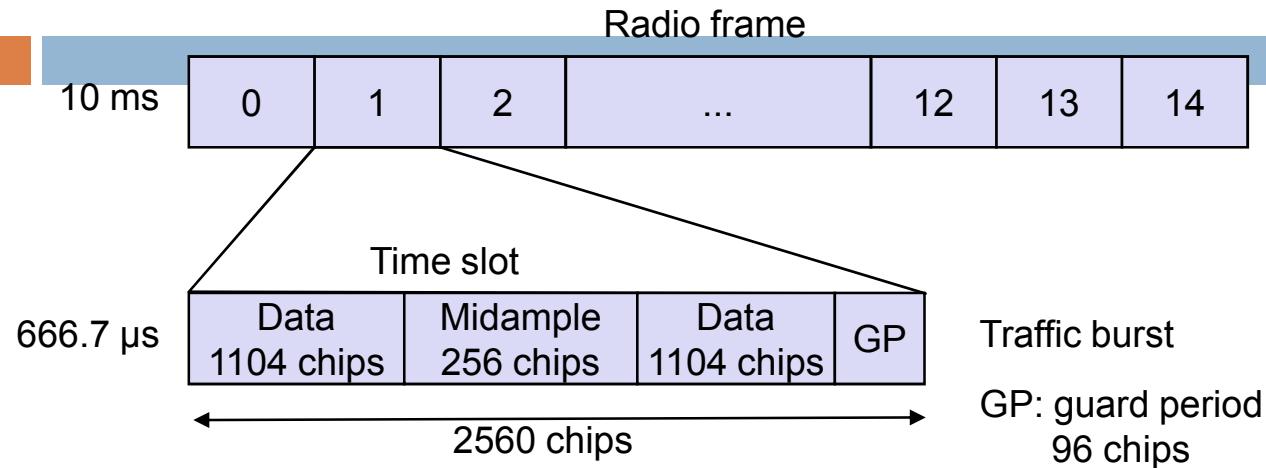 Radio frame
10 ms
0 1 2 ... 12 13 14
Time slot
666.7 µs
Data
1104 chips
Midample
256 chips
Data
1104 chips
GP
Traffic burst
2560 chips
GP: guard period
96 chips